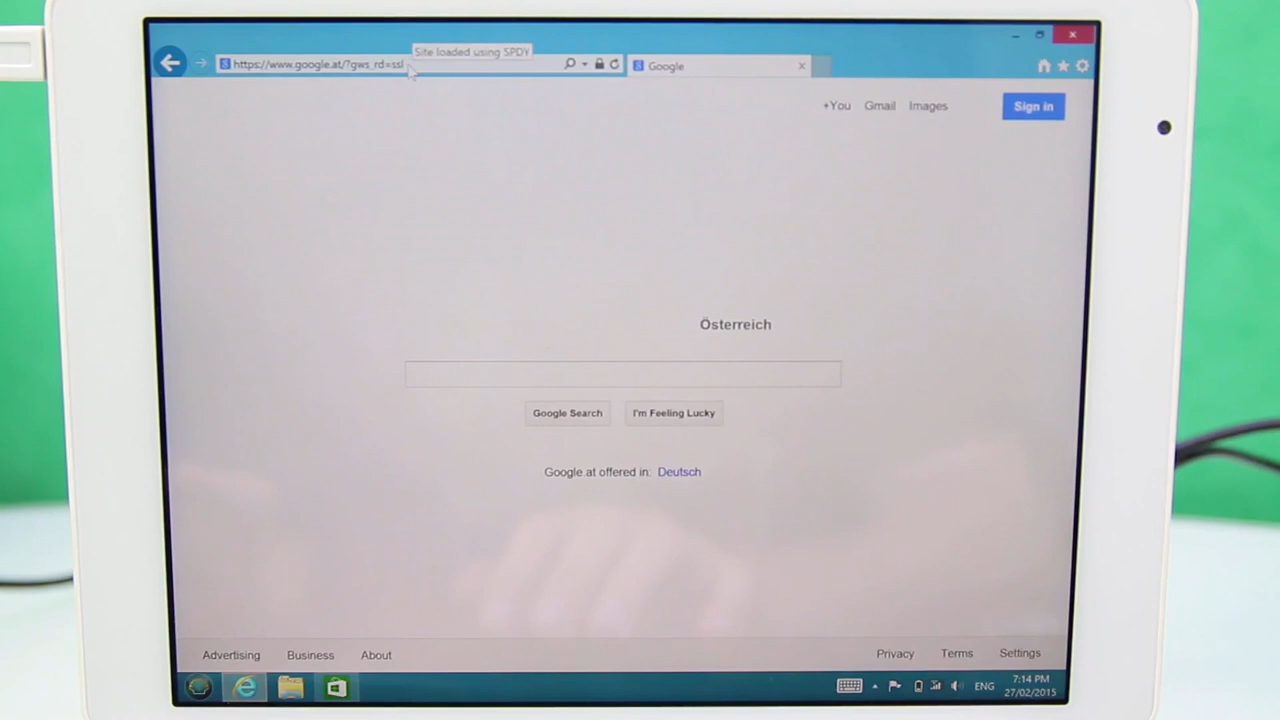 Site loaded using SPDY
https://www.google.at/?gws_rd=ssl
Google
+You Gmail Images Sign in
Österreich
Google Search I'm Feeling Lucky
Google.at offered in: Deutsch
Advertising Business About Privacy Terms Settings
ENG 7:14 PM
27/02/2015